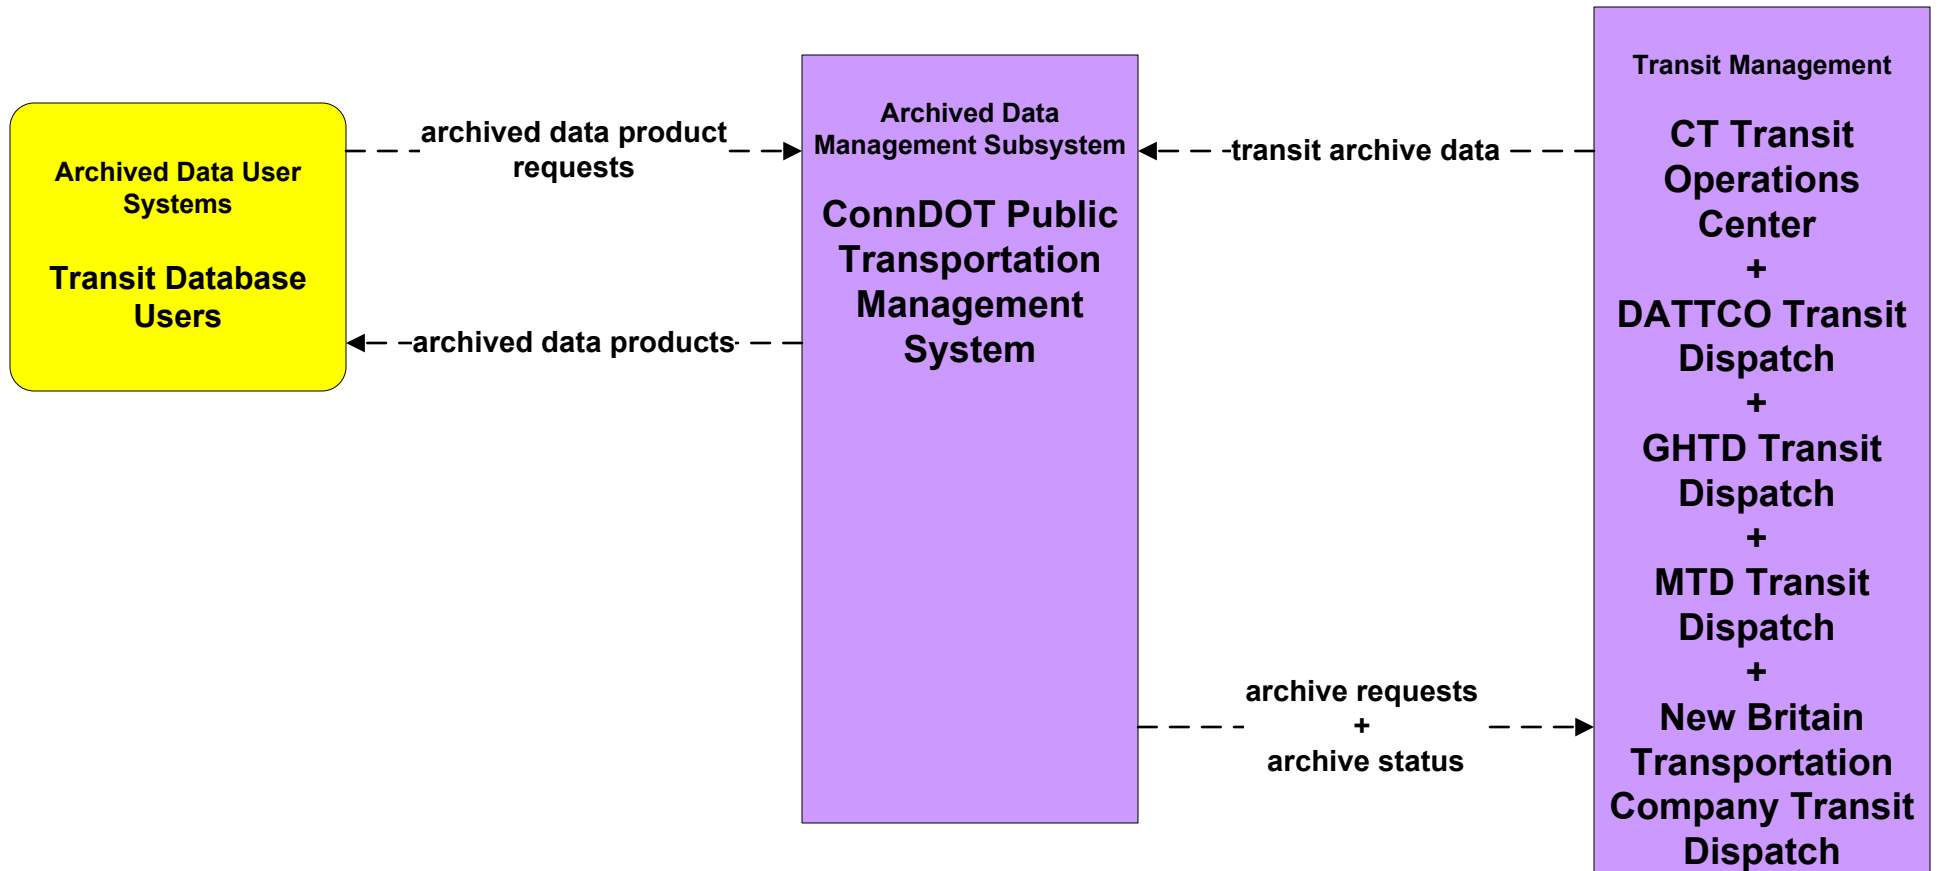 Archived Data User
Systems
Transit Database
Users
archived data product
requests
archived data products
Archived Data
Management Subsystem
ConnDOT Public
Transportation
Management
System
transit archive data
archive requests
+
archive status
Transit Management
CT Transit
Operations
Center
+
DATTCO Transit
Dispatch
+
GHTD Transit
Dispatch
+
MTD Transit
Dispatch
+
New Britain
Transportation
Company Transit
Dispatch